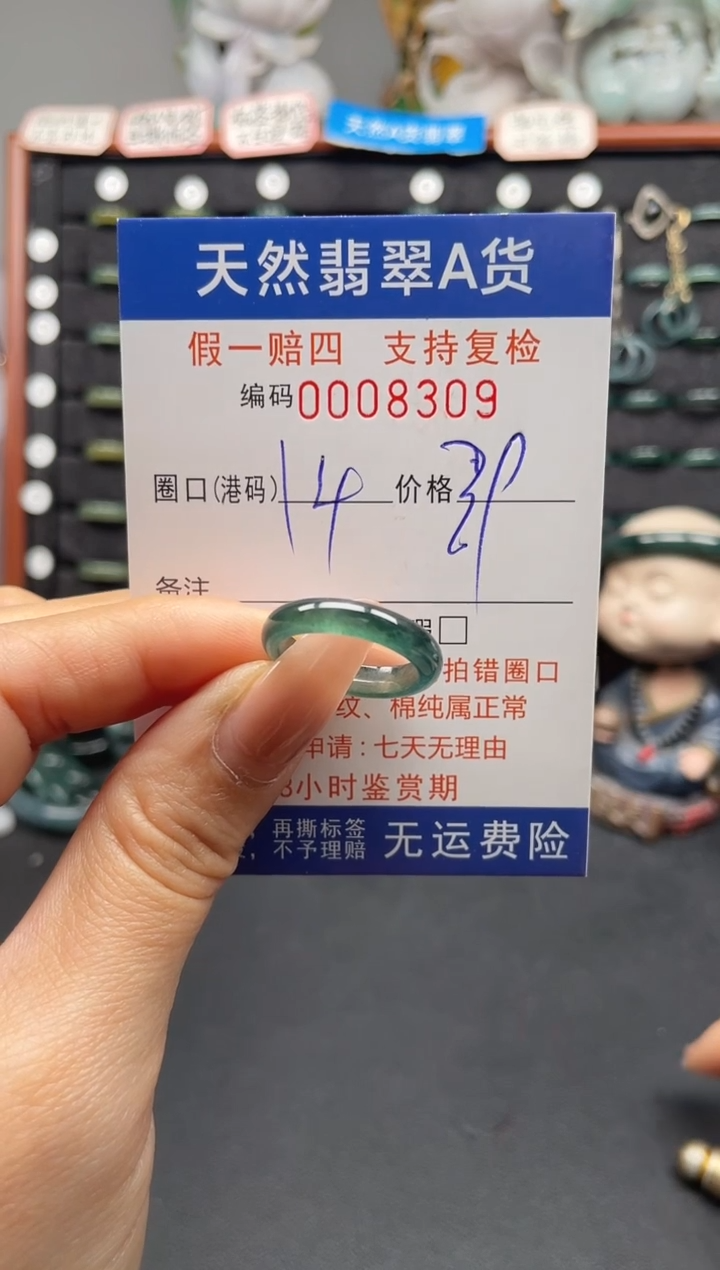 天然翡翠A货
假一赔四 支持复检
编码0008309
圈口(港码) 14 价格 39
备注
拍错圈口
纹、棉纯属正常
申请：七天无理由
8小时鉴赏期
再撕标签
不予理赔
无运费险